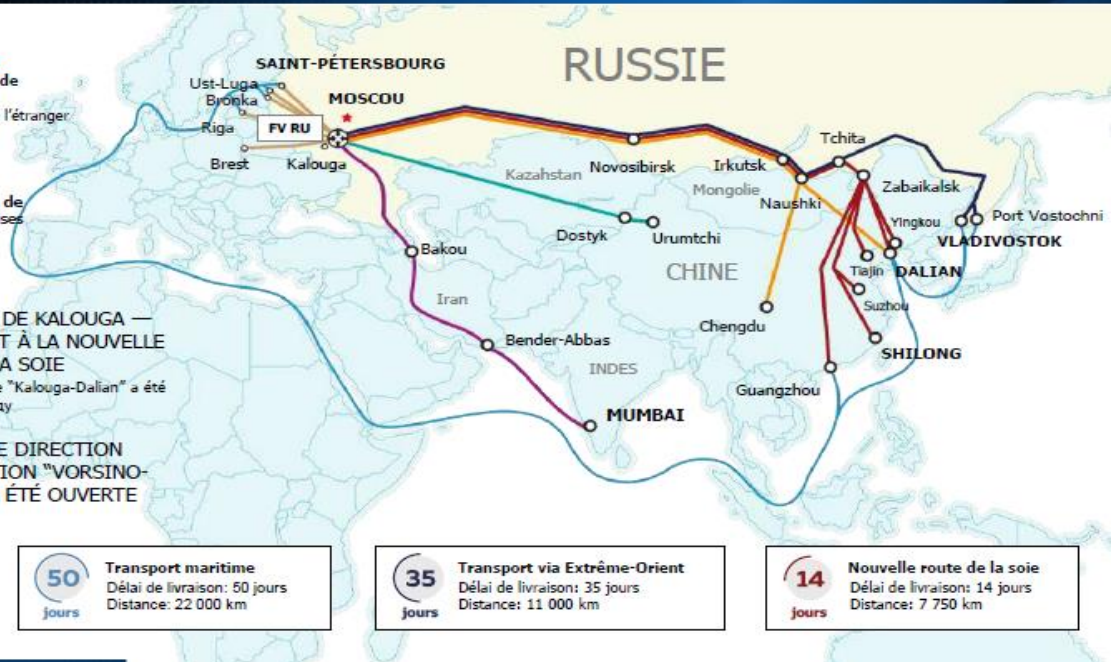 de
l'étranger
de
ses
SAINT-PÉTERSBOURG
Ust-Luga
Bronka
MOSCOU
RUSSIE
Riga
FV RU
Brest
Kalouga
Kazakhstan
Novosibirsk
Irkutsk
Tchita
Mongolie
Naushki
Zabaikalsk
Yingkou
Port Vostochni
VLADIVOSTOK
Dostyk
Urumtchi
Bakou
CHINE
Tiajin
DALIAN
Iran
Suzhou
Chengdu
Bender-Abbas
SHILONG
INDES
Guangzhou
MUMBAI
DE KALOUGA —
T À LA NOUVELLE
A SOIE
e "Kalouga-Dalian" a été
ду
E DIRECTION
ION "VORSINO-
ÉTÉ OUVERTE
50
jours
Transport maritime
Délai de livraison: 50 jours
Distance: 22 000 km
35
jours
Transport via Extrême-Orient
Délai de livraison: 35 jours
Distance: 11 000 km
14
jours
Nouvelle route de la soie
Délai de livraison: 14 jours
Distance: 7 750 km